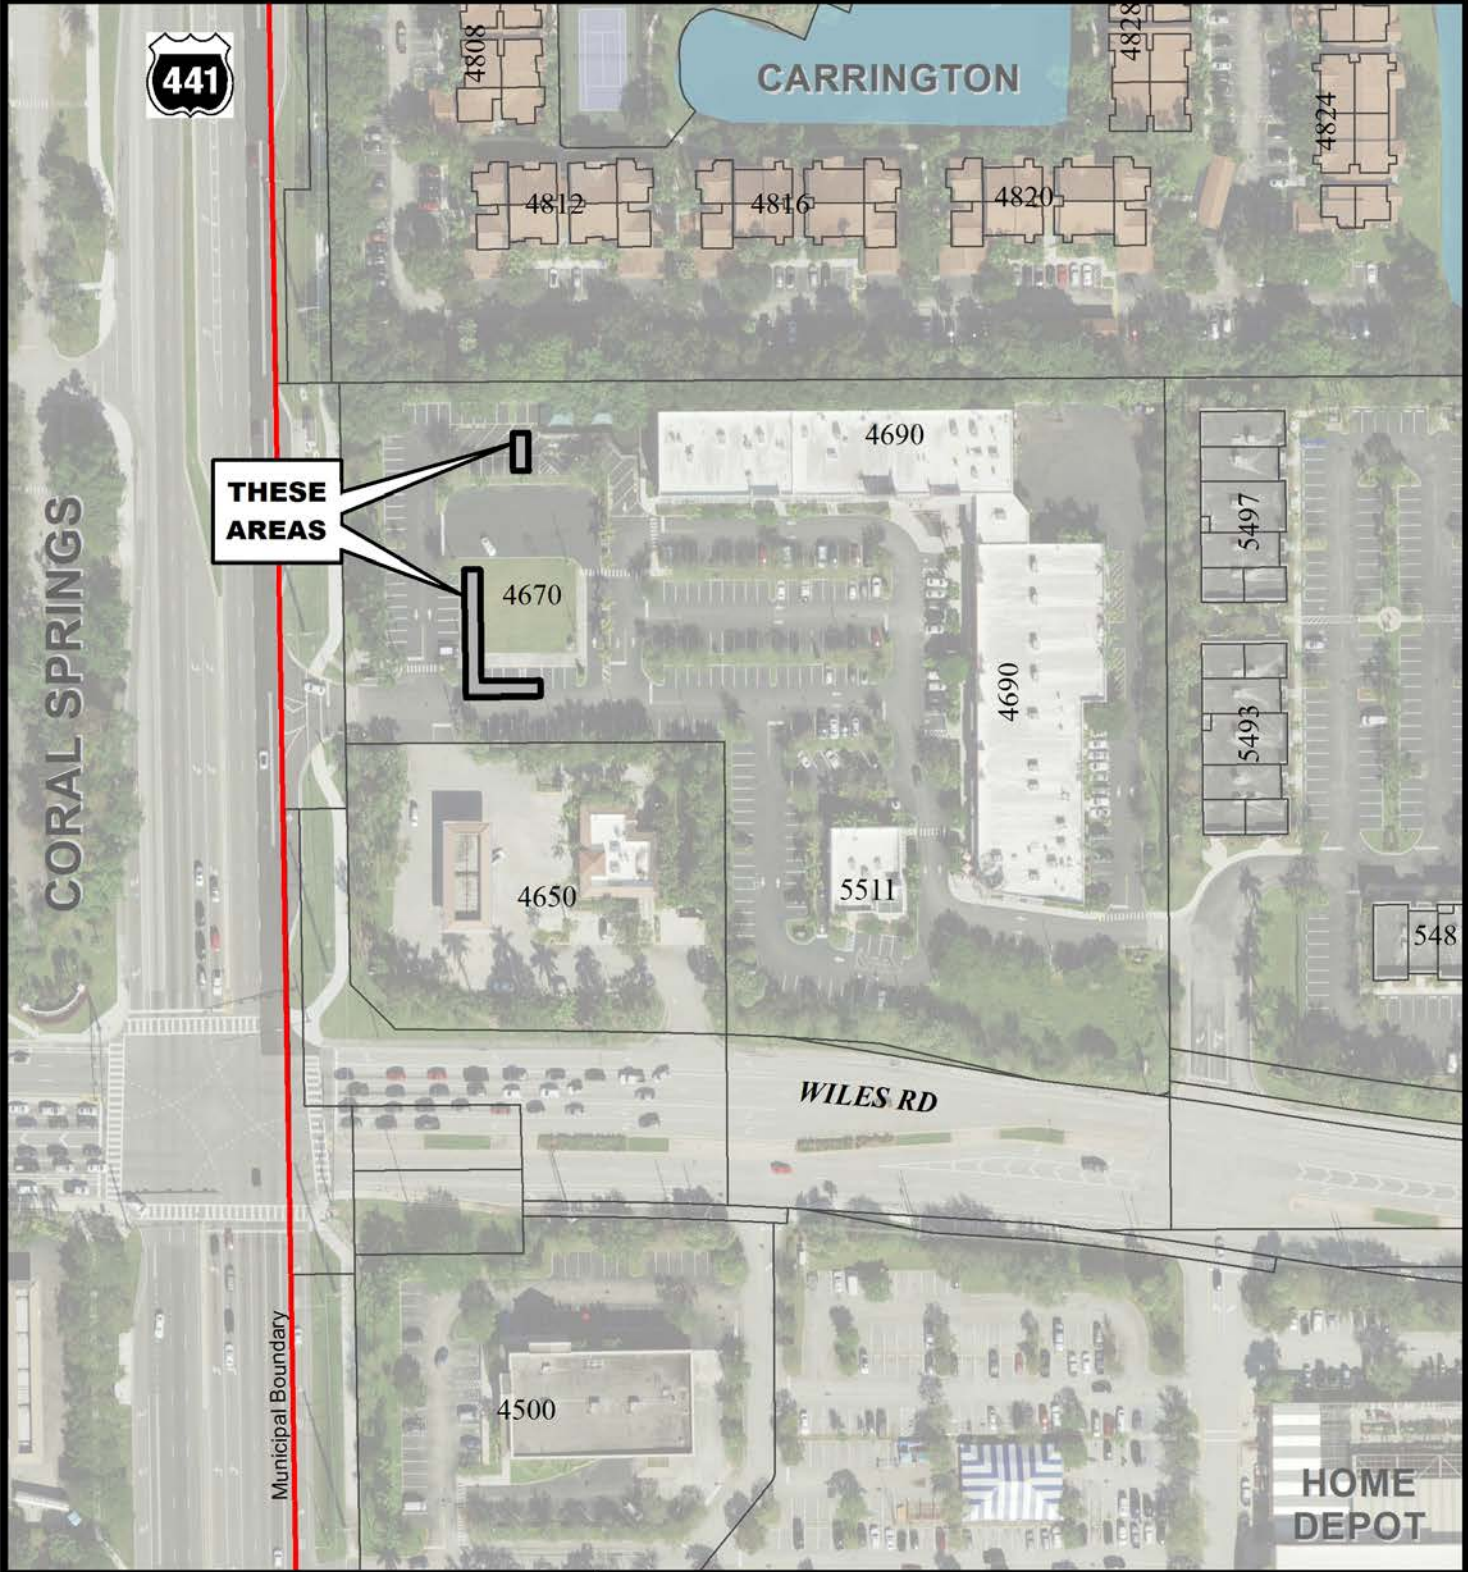 4808
4828
441
CARRINGTON
4824
4812
4816
4820
4690
THESE
AREAS
5497
4670
CORAL SPRINGS
4690
5493
4650
5511
548
WILES RD
Municipal Boundary
4500
HOME
DEPOT